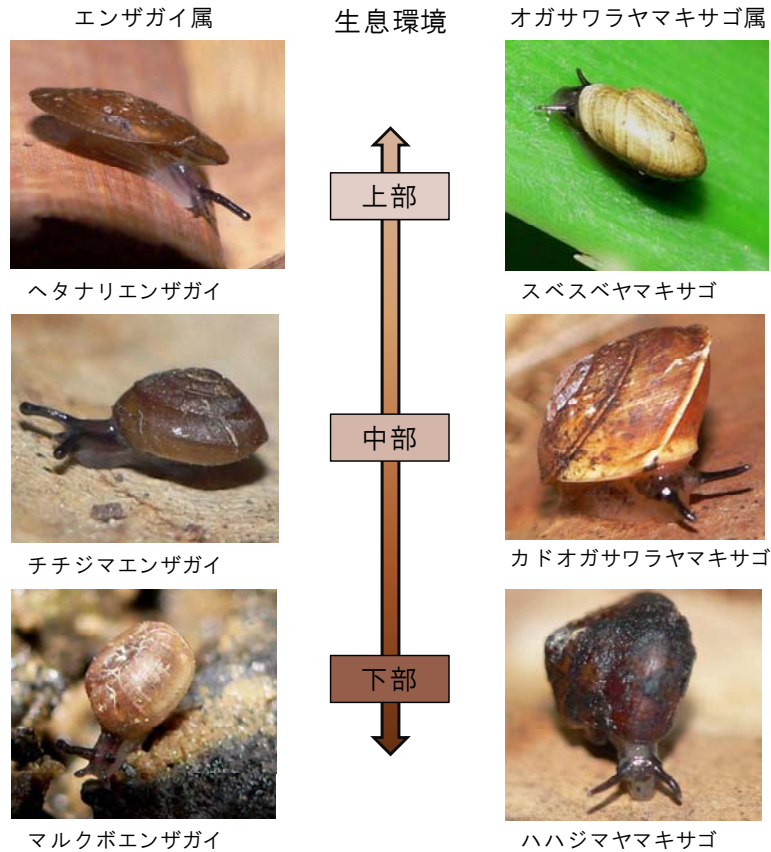 エンザガイ属
生息環境
オガサワラヤマキサゴ属
上部
ヘタナリエンザガイ
スベスベヤマキサゴ
中部
チチジマエンザガイ
カドオガサワラヤマキサゴ
下部
マルクボエンザガイ
ハハジマヤマキサゴ